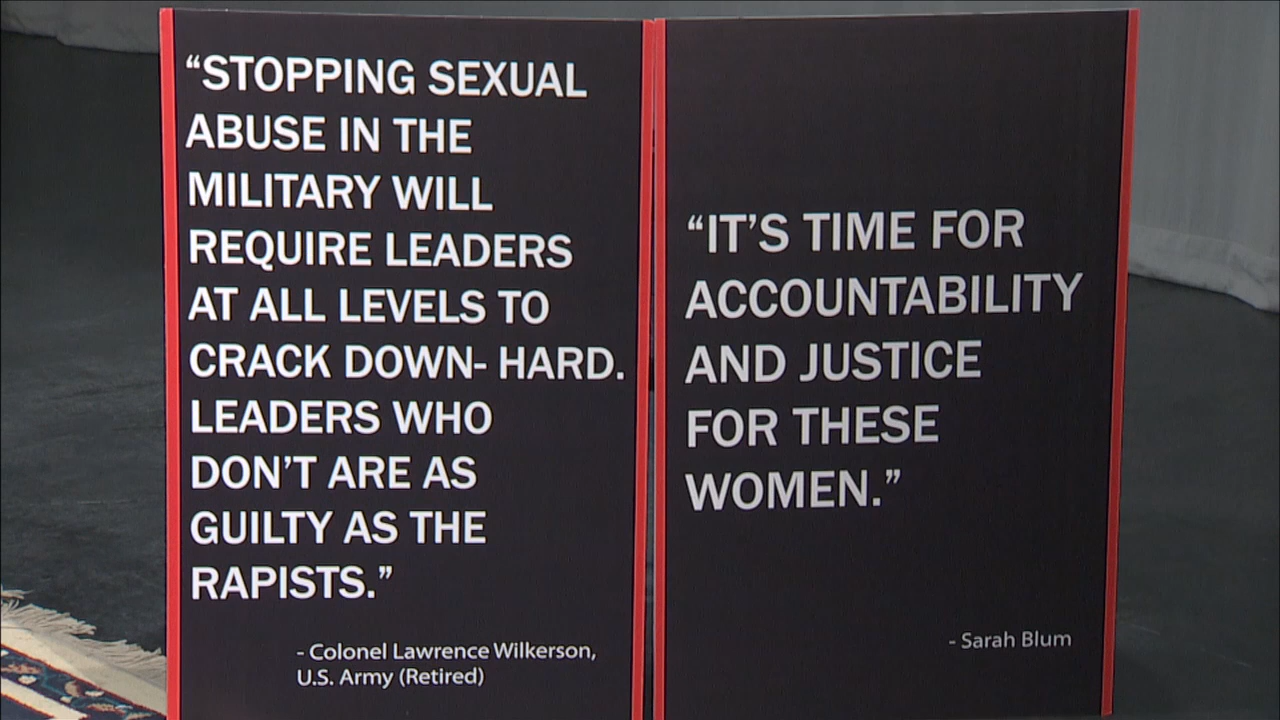 “STOPPING SEXUAL
ABUSE IN THE
MILITARY WILL
REQUIRE LEADERS
AT ALL LEVELS TO
CRACK DOWN- HARD.
LEADERS WHO
DON’T ARE AS
GUILTY AS THE
RAPISTS.”
- Colonel Lawrence Wilkerson,
U.S. Army (Retired)
“IT’S TIME FOR
ACCOUNTABILITY
AND JUSTICE
FOR THESE
WOMEN.”
- Sarah Blum